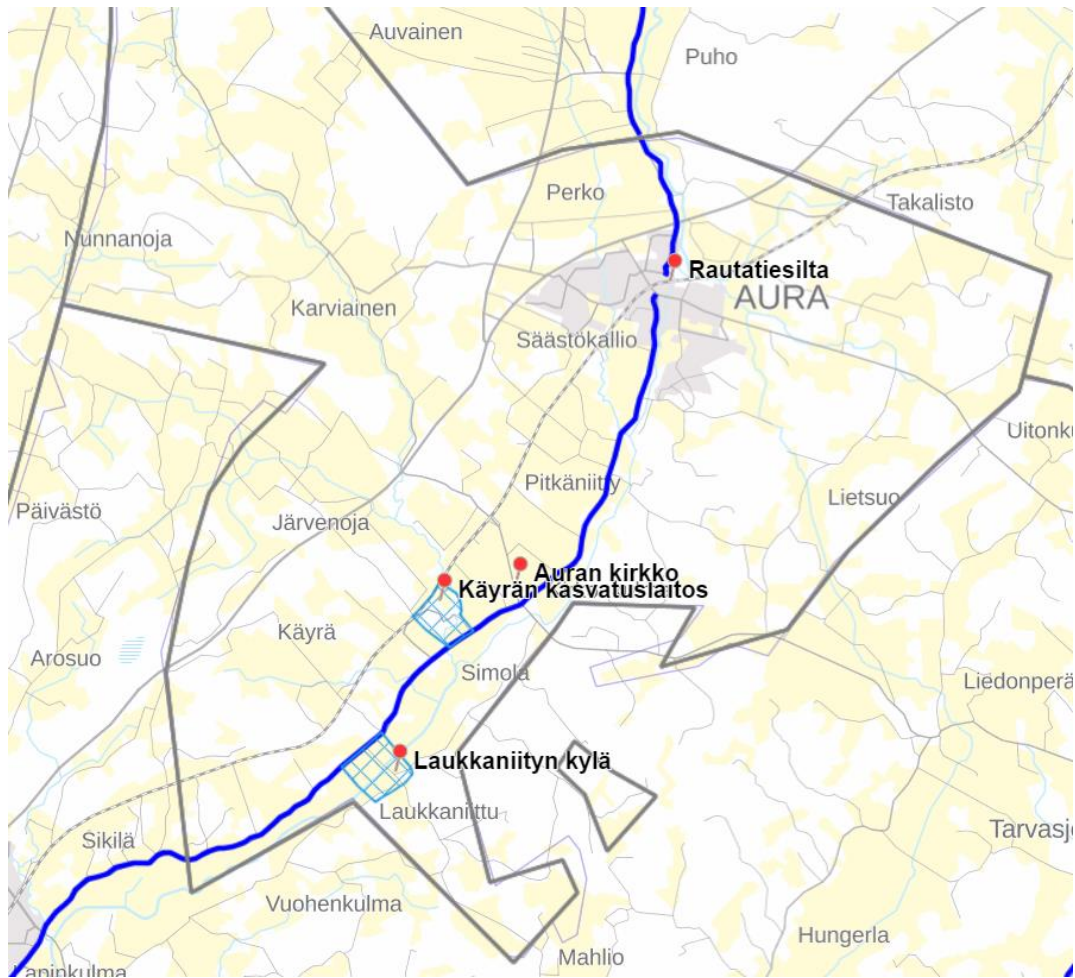 Auvainen
Puho
Perko
Takalisto
Nunnanoja
Rautatiesilta
AURA
Karviainen
Säästökallio
Uitonku
Pitkäniitty
Lietsuo
Päivästö
Järvenoja
Auran kirkko
Käyrän kasvatuslaitos
Käyrä
Arosuo
Simola
Liedonperä
Laukkaniityn kylä
Laukkaniittu
Tarvasjo
Sikilä
Vuohenkulma
Hungerla
Mahlio
Lapinkulma